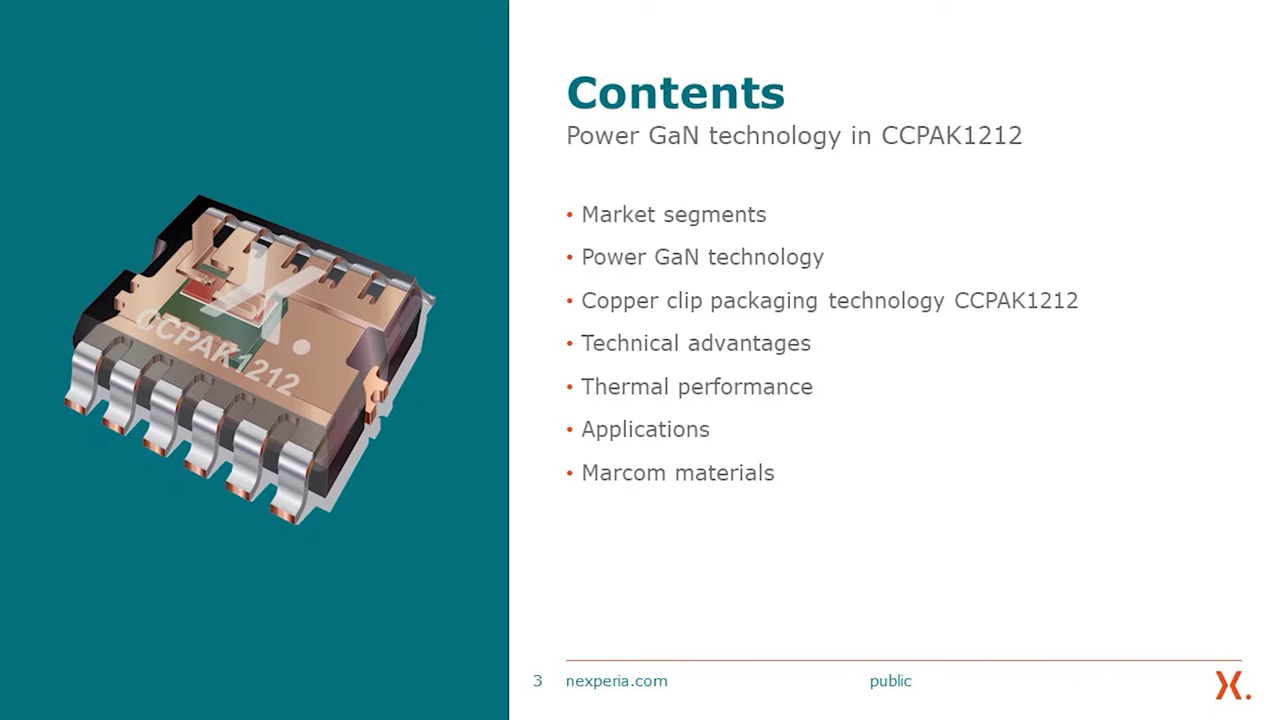 Contents
Power GaN technology in CCPAK1212
• Market segments
• Power GaN technology
• Copper clip packaging technology CCPAK1212
• Technical advantages
• Thermal performance
• Applications
• Marcom materials
CCPAK1212
3 nexperia.com public